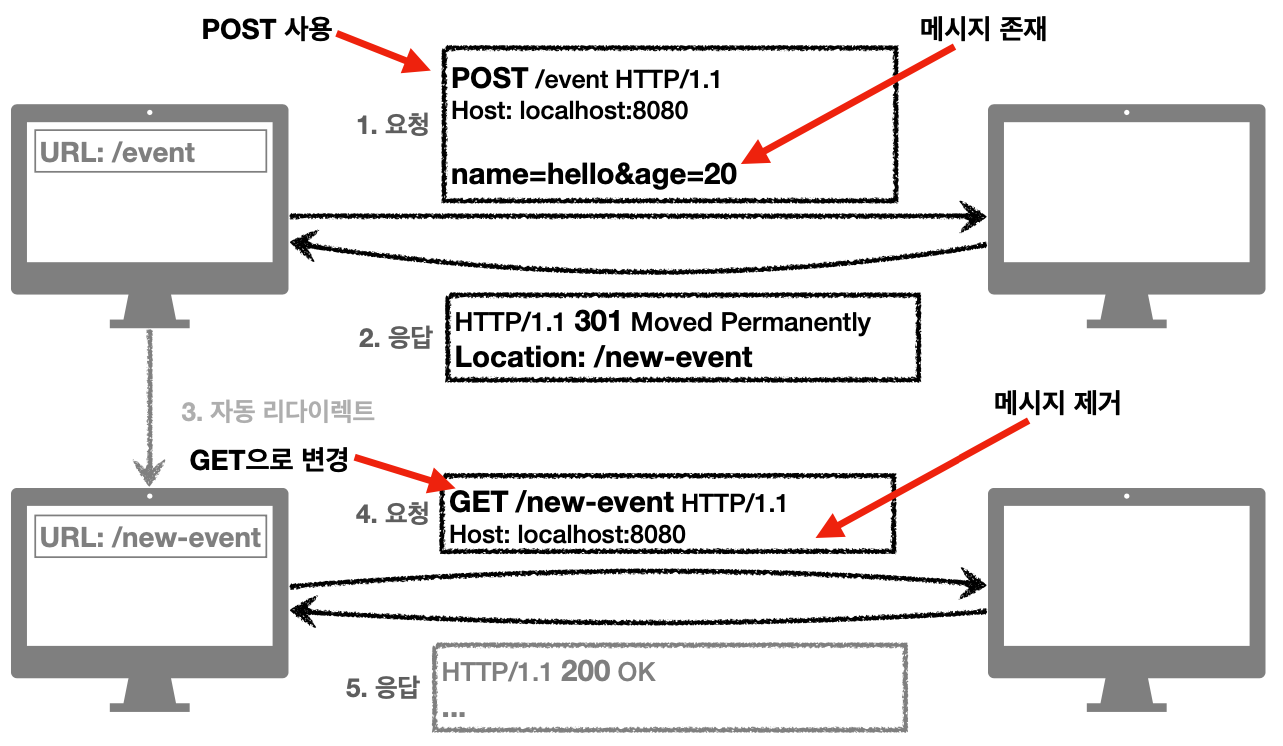 POST 사용
메시지 존재
POST /event HTTP/1.1
Host: localhost:8080
1. 요청
name=hello&age=20
URL: /event
2. 응답
HTTP/1.1 301 Moved Permanently
Location: /new-event
3. 자동 리다이렉트
메시지 제거
GET으로 변경
GET /new-event HTTP/1.1
4. 요청
Host: localhost:8080
URL: /new-event
5. 응답
HTTP/1.1 200 OK
...